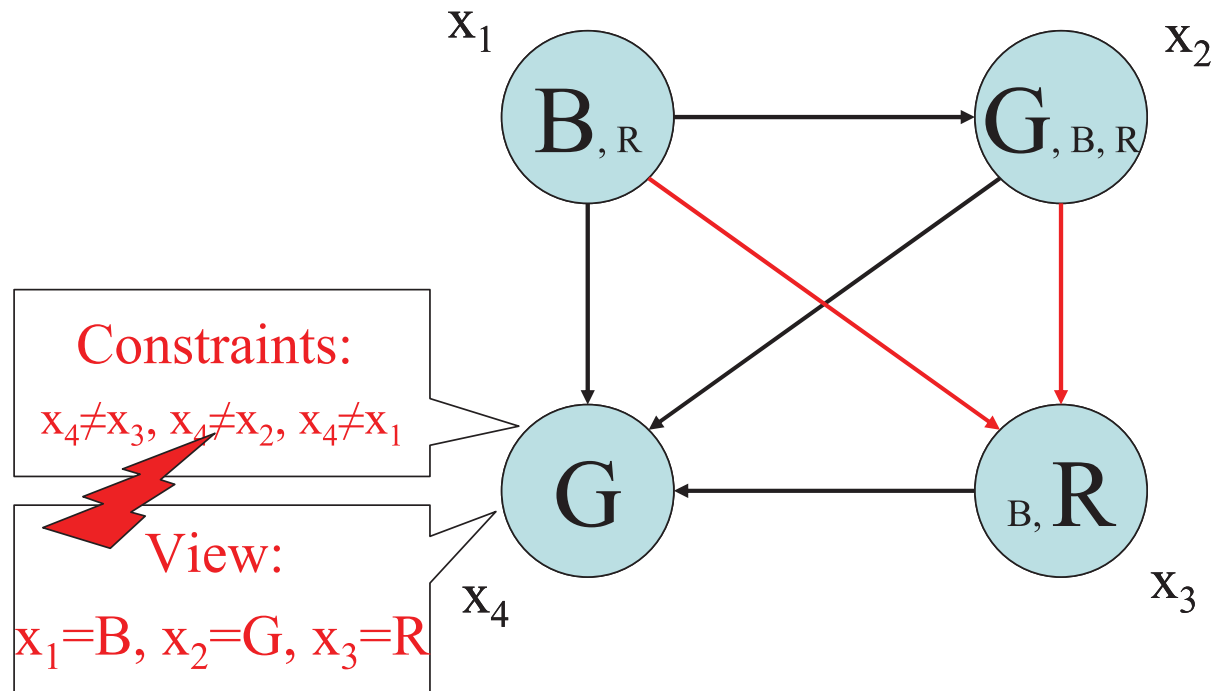 x₁
x₂
B, R
G, B, R
Constraints:
x₄≠x₃, x₄≠x₂, x₄≠x₁
G
B, R
View:
x₁=B, x₂=G, x₃=R
x₄
x₃